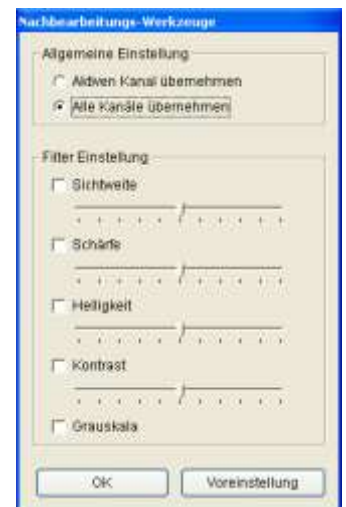 Nachbearbeitungs-Werkzeuge
Allgemeine Einstellung
Aktiven Kanal übernehmen
Alle Kanäle übernehmen
Filter Einstellung
Sichtweite
Schärfe
Helligkeit
Kontrast
Grauskala
OK
Voreinstellung